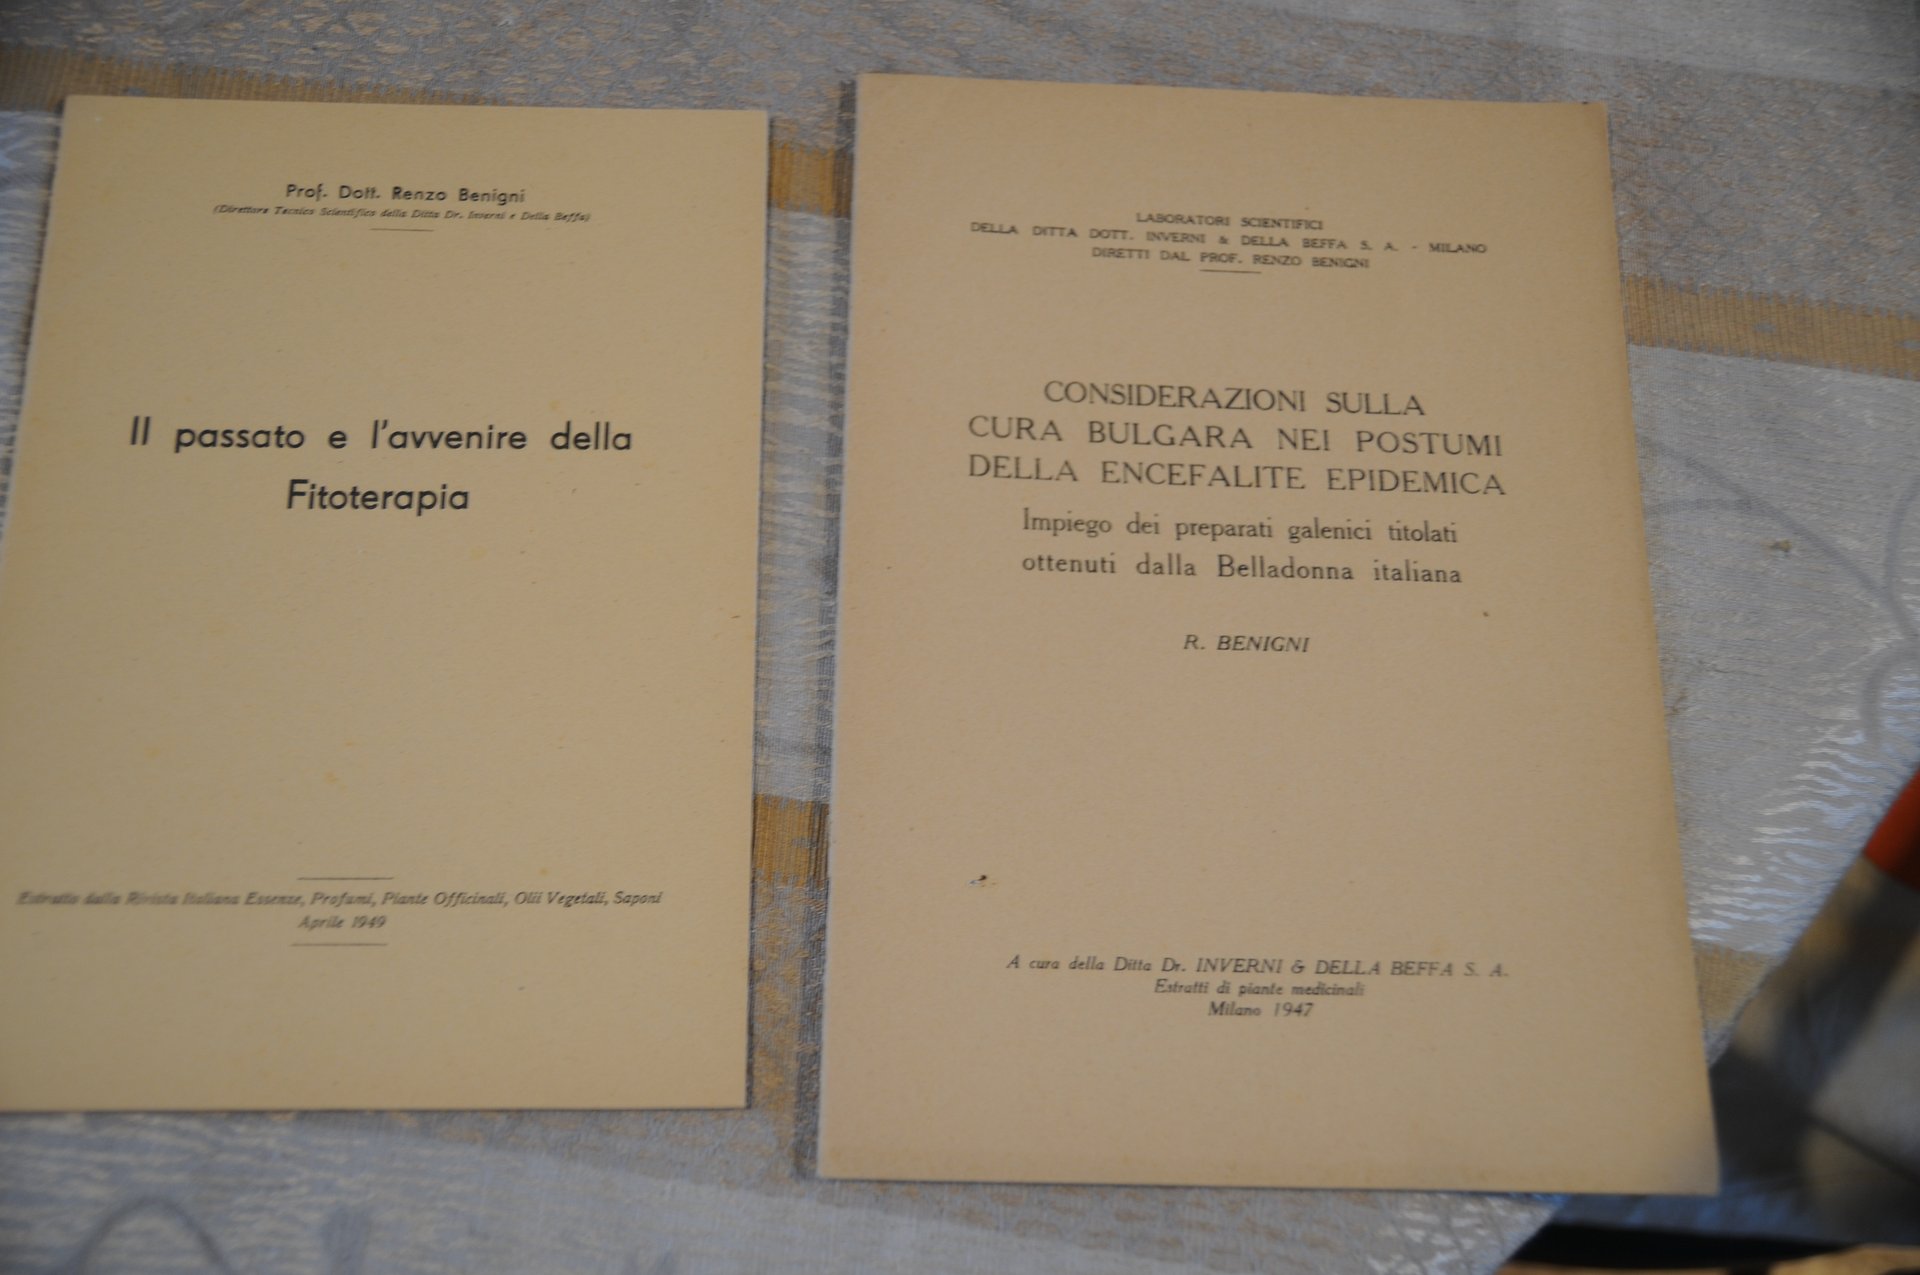 Prof. Dott. Renzo Benigni
(Direttore Tecnico Scientifico della Ditta Dr. Inverni e Della Beffa)
Il passato e l'avvenire della
Fitoterapia
Estratto dalla Rivista Italiana Essenze, Profumi, Piante Officinali, Olii Vegetali, Saponi
Aprile 1949
LABORATORI SCIENTIFICI
DELLA DITTA DOTT. INVERNI & DELLA BEFFA S. A. - MILANO
DIRETTI DAL PROF. RENZO BENIGNI
CONSIDERAZIONI SULLA
CURA BULGARA NEI POSTUMI
DELLA ENCEFALITE EPIDEMICA
Impiego dei preparati galenici titolati
ottenuti dalla Belladonna italiana
R. BENIGNI
A cura della Ditta Dr. INVERNI & DELLA BEFFA S. A.
Estratti di piante medicinali
Milano 1947